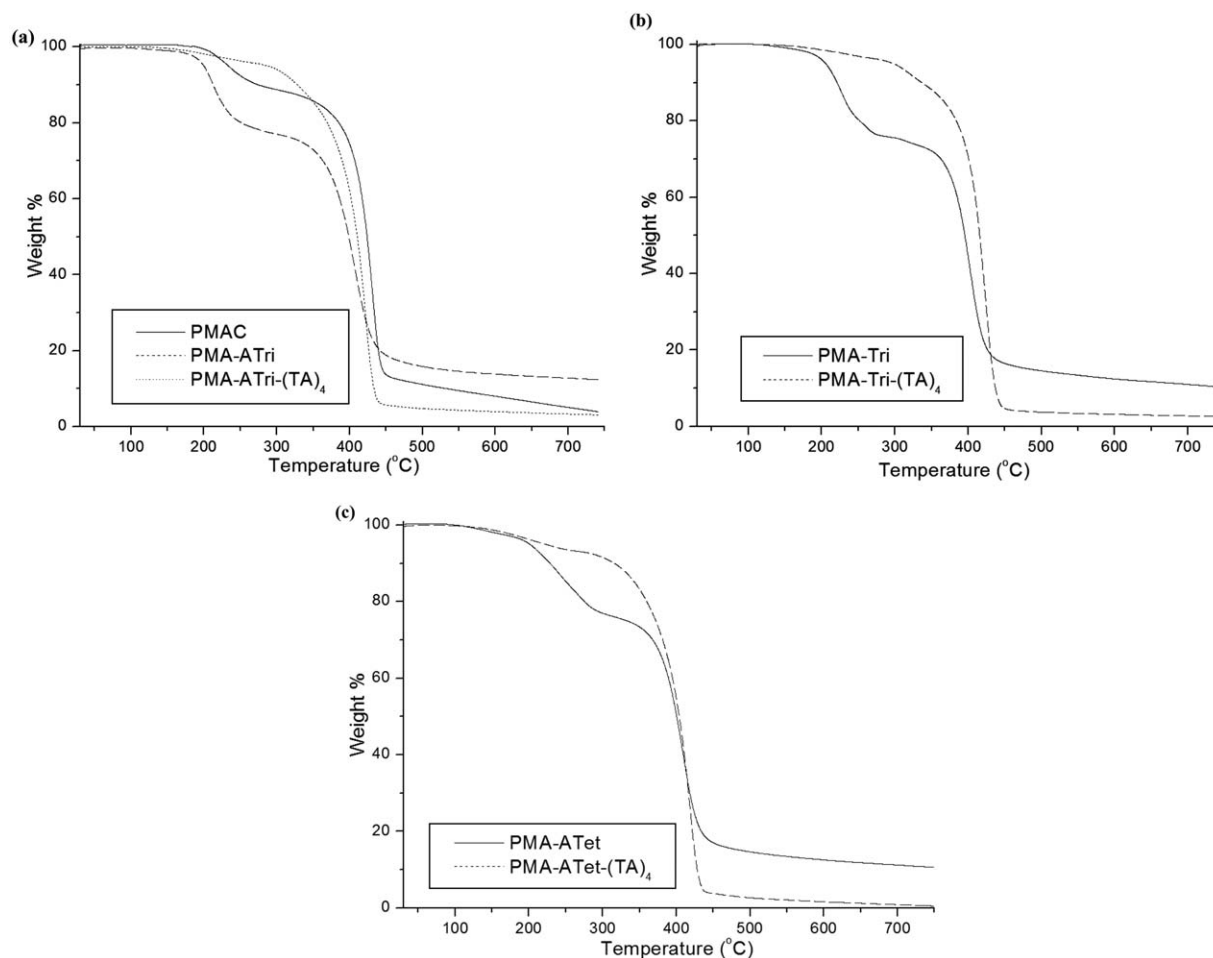 (a)
100
80
60
40
20
0
Weight %
PMAC
PMA-ATri
PMA-ATri-(TA)₄
100 200 300 400 500 600 700
Temperature (°C)
(b)
100
80
60
40
20
0
Weight %
PMA-Tri
PMA-Tri-(TA)₄
100 200 300 400 500 600 700
Temperature (°C)
(c)
100
80
60
40
20
0
Weight %
PMA-ATet
PMA-ATet-(TA)₄
100 200 300 400 500 600 700
Temperature (°C)